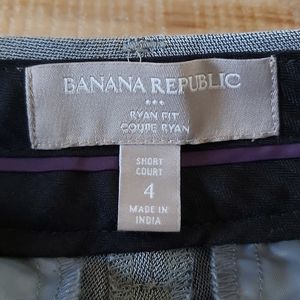 BANANA REPUBLIC
RYAN FIT
COUPE RYAN
SHORT
COURT
4
MADE IN
INDIA